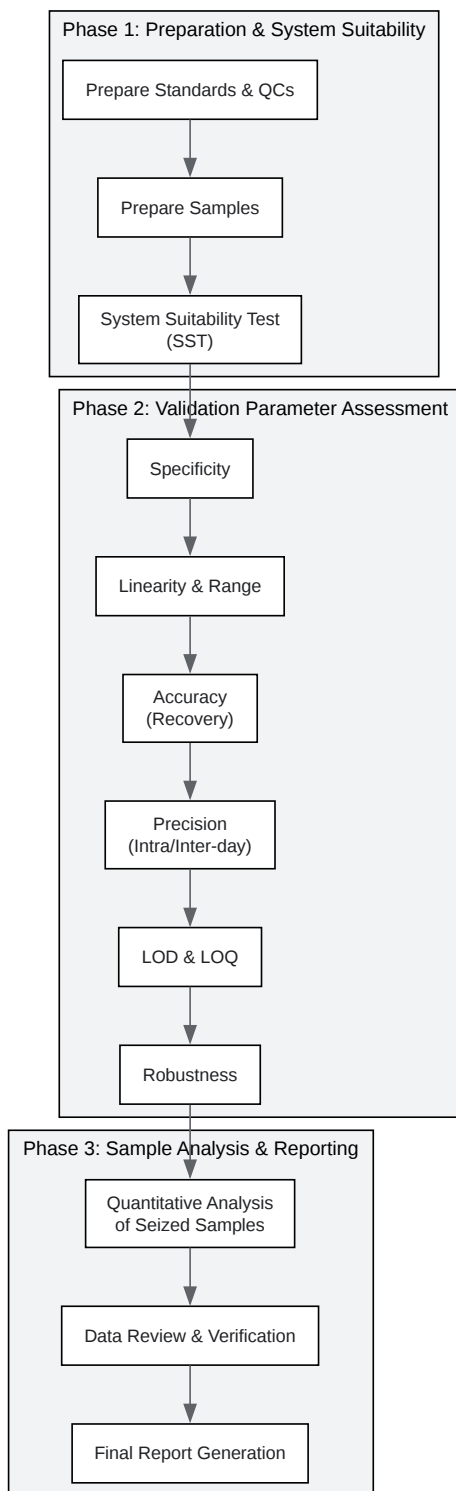 Phase 1: Preparation & System Suitability
Prepare Standards & QCs
Prepare Samples
System Suitability Test
(SST)
Phase 2: Validation Parameter Assessment
Specificity
Linearity & Range
Accuracy
(Recovery)
Precision
(Intra/Inter-day)
LOD & LOQ
Robustness
Phase 3: Sample Analysis & Reporting
Quantitative Analysis
of Seized Samples
Data Review & Verification
Final Report Generation